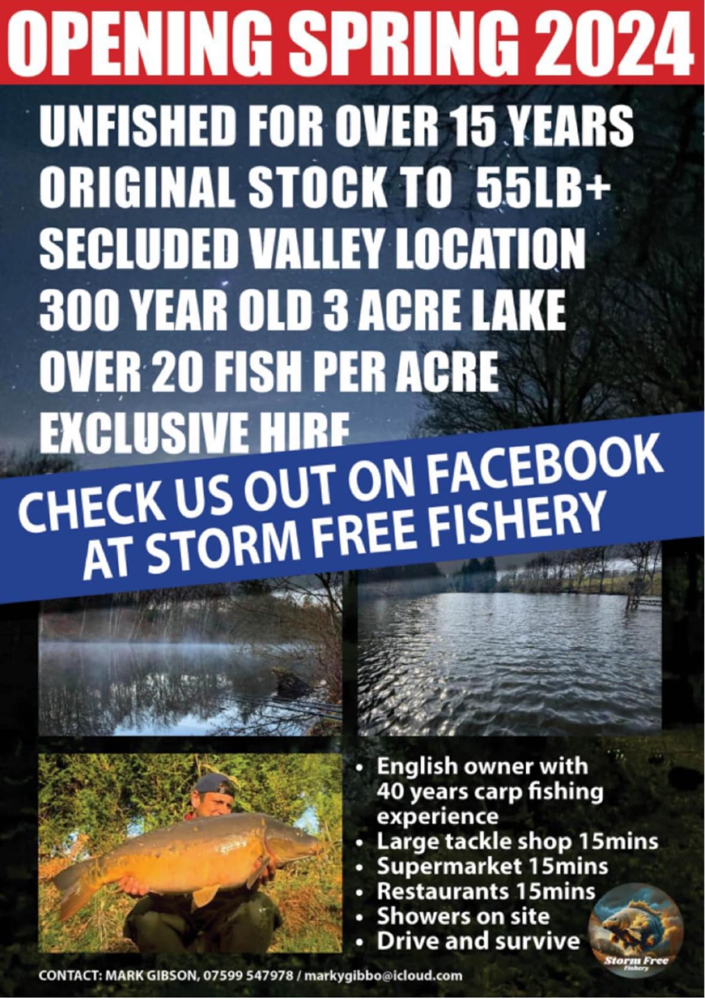 OPENING SPRING 2024
UNFISHED FOR OVER 15 YEARS
ORIGINAL STOCK TO 55LB+
SECLUDED VALLEY LOCATION
300 YEAR OLD 3 ACRE LAKE
OVER 20 FISH PER ACRE
EXCLUSIVE HIRE
CHECK US OUT ON FACEBOOK
AT STORM FREE FISHERY
• English owner with
40 years carp fishing
experience
• Large tackle shop 15mins
• Supermarket 15mins
• Restaurants 15mins
• Showers on site
• Drive and survive
Storm Free
Fishery
CONTACT: MARK GIBSON, 07599 547978 / markygibbo@icloud.com